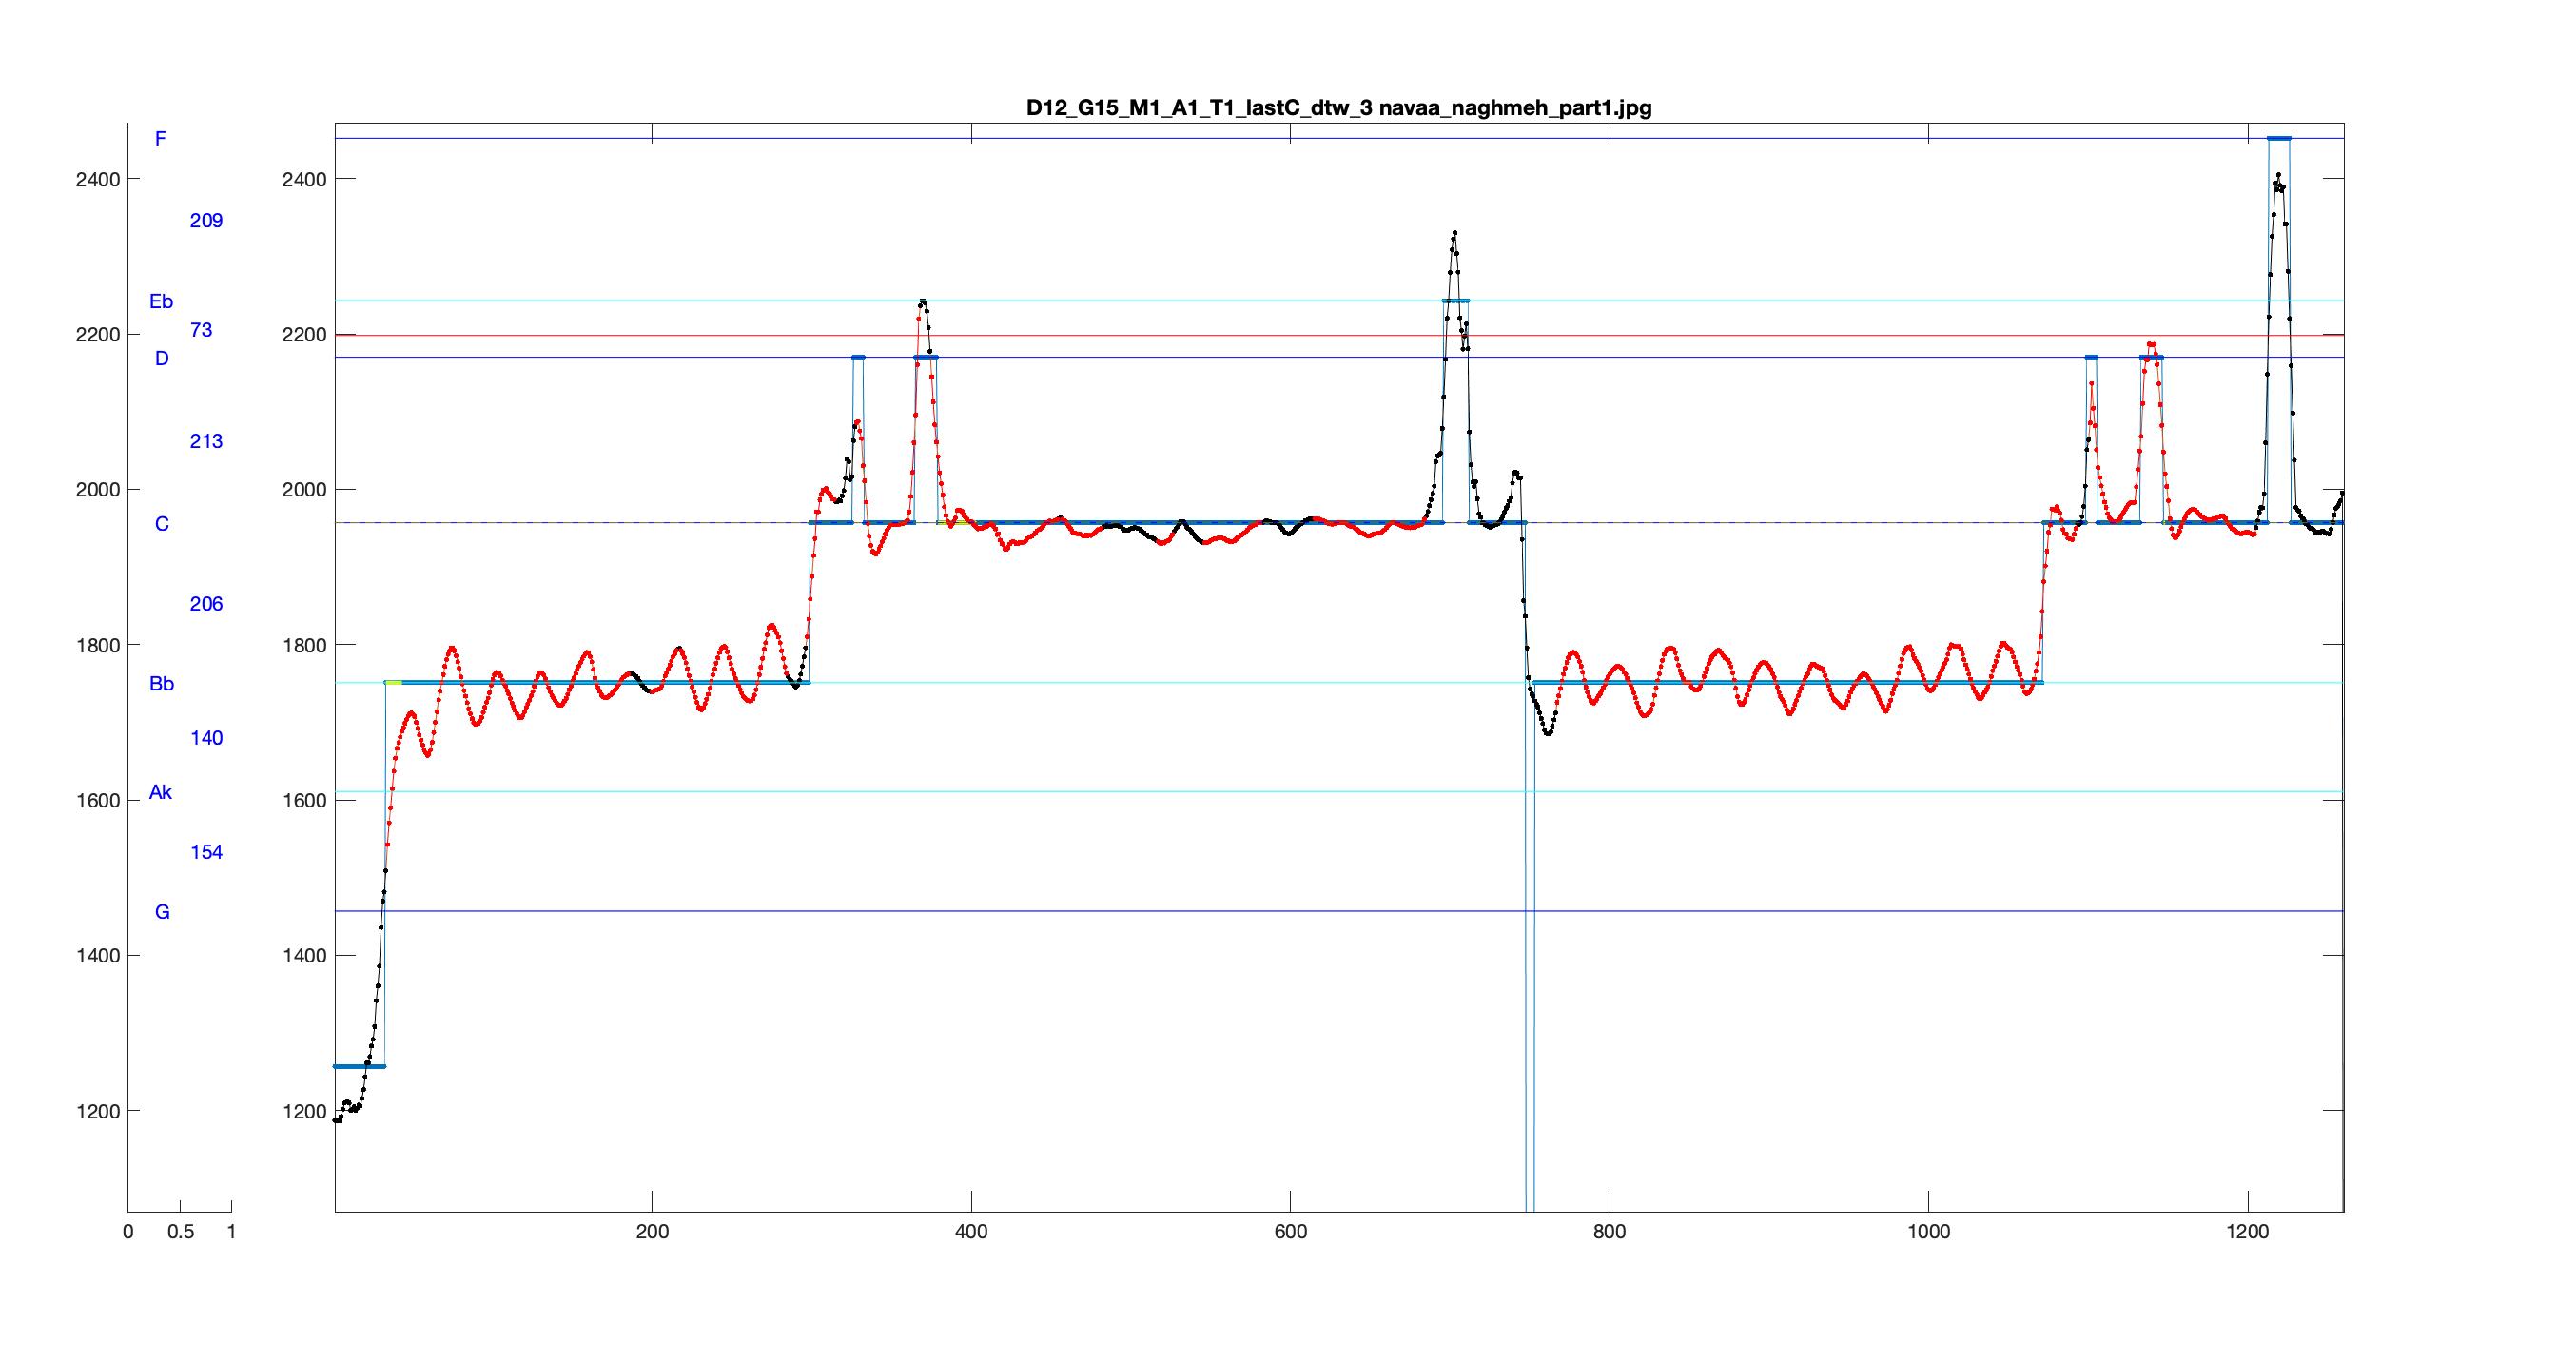 D12_G15_M1_A1_T1_lastC_dtw_3 navaa_naghmeh_part1.jpg
F
2400 2400
209
Eb
73
2200 2200
D
213
2000 2000
C
206
1800 1800
Bb
140
Ak
1600 1600
154
G
1400 1400
1200 1200
0 0.5 1 200 400 600 800 1000 1200